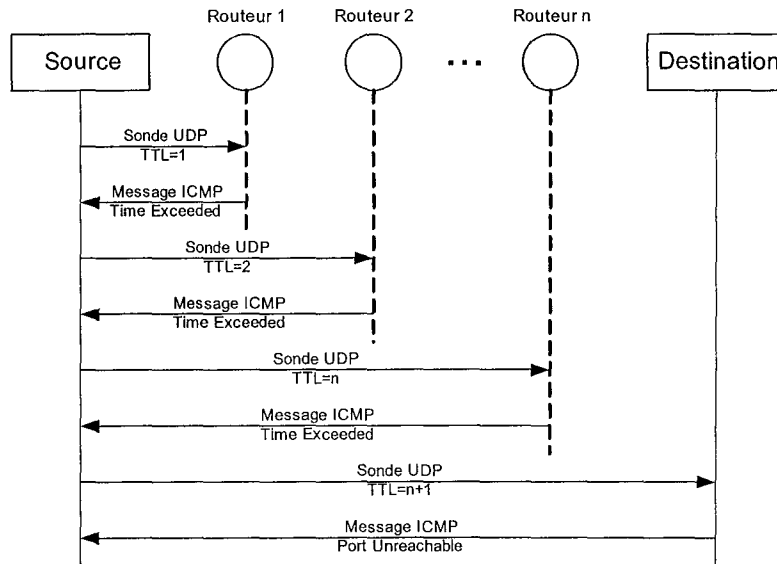 Routeur 1
Routeur 2
Routeur n
Source
...
Destination
Sonde UDP
TTL=1
Message ICMP
Time Exceeded
Sonde UDP
TTL=2
Message ICMP
Time Exceeded
Sonde UDP
TTL=n
Message ICMP
Time Exceeded
Sonde UDP
TTL=n+1
Message ICMP
Port Unreachable